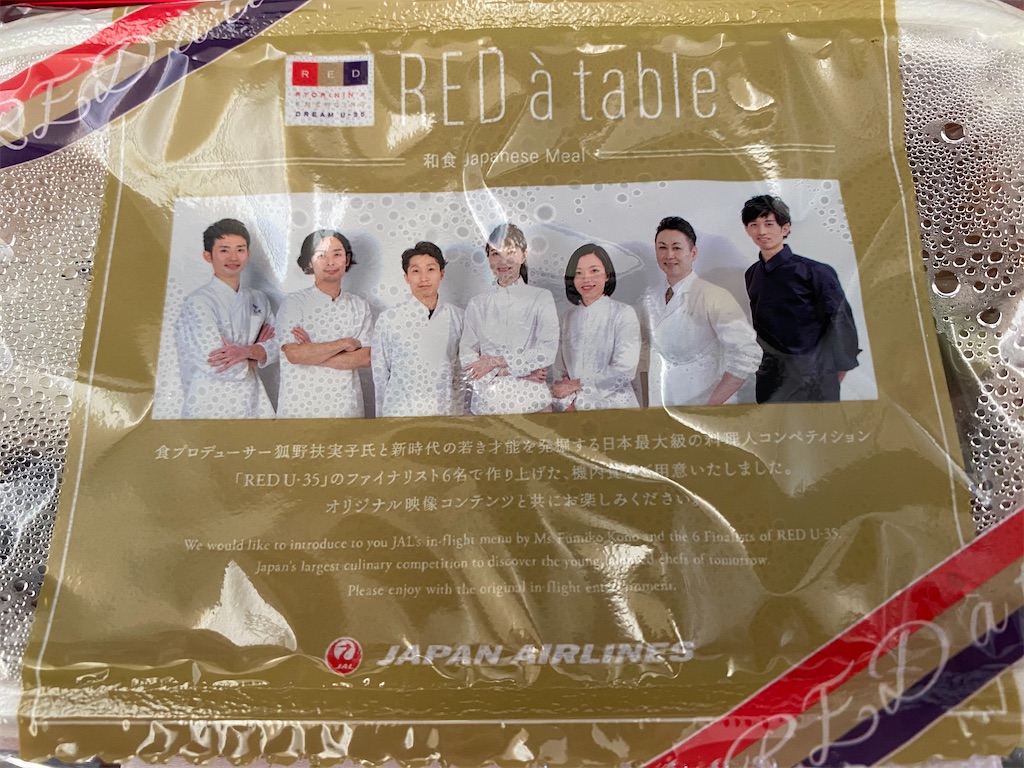 RED
RYORININ'S
EMERGING
DREAM U-35
RED à table
和食 Japanese Meal
食プロデューサー狐野扶実子氏と新時代の若き才能を発掘する日本最大級の料理人コンペティション
「RED U-35」のファイナリスト6名で作り上げた、機内食をご用意いたしました。
オリジナル映像コンテンツと共にお楽しみください。
We would like to introduce to you JAL's in-flight menu by Ms. Fumiko Kono and the 6 Finalists of RED U-35.
Japan's largest culinary competition to discover the young talented chefs of tomorrow.
Please enjoy with the original in-flight entertainment.
JAL
JAPAN AIRLINES
RED à